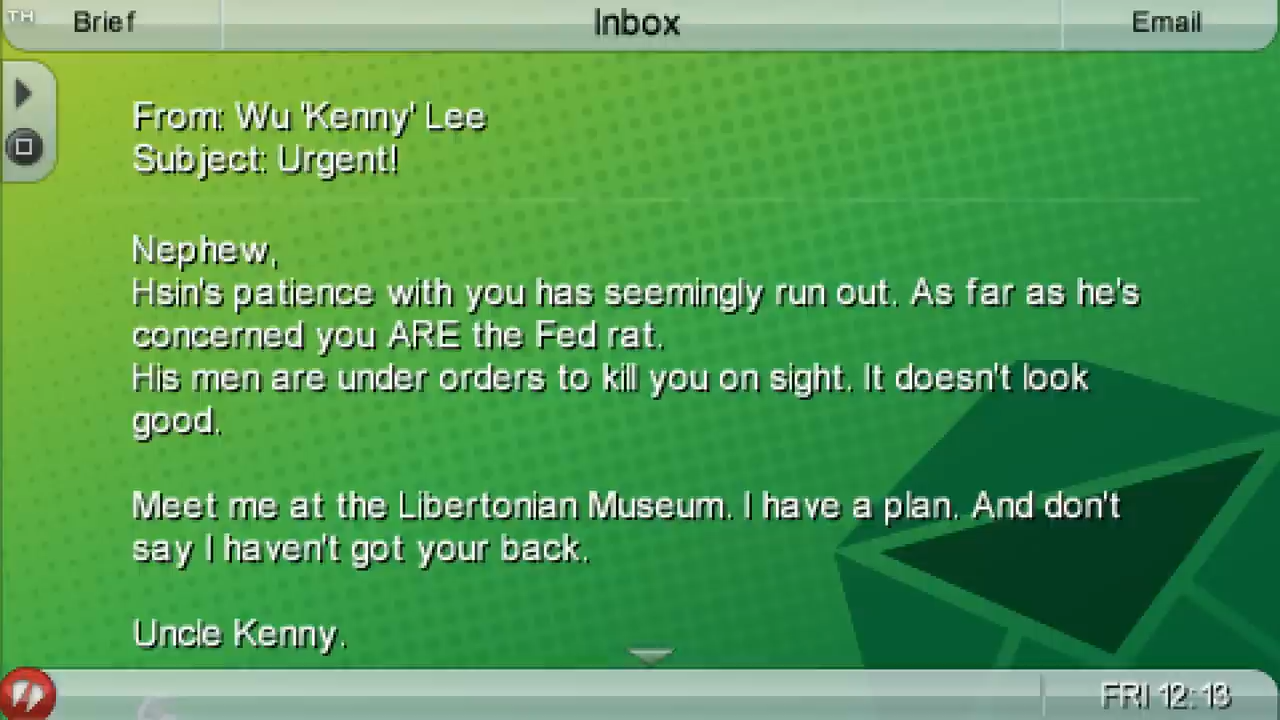 TH
Brief
Inbox
Email
From: Wu 'Kenny' Lee
Subject: Urgent!
Nephew,
Hsin's patience with you has seemingly run out. As far as he's
concerned you ARE the Fed rat.
His men are under orders to kill you on sight. It doesn't look
good.
Meet me at the Libertonian Museum. I have a plan. And don't
say I haven't got your back.
Uncle Kenny.
FRI 12:13